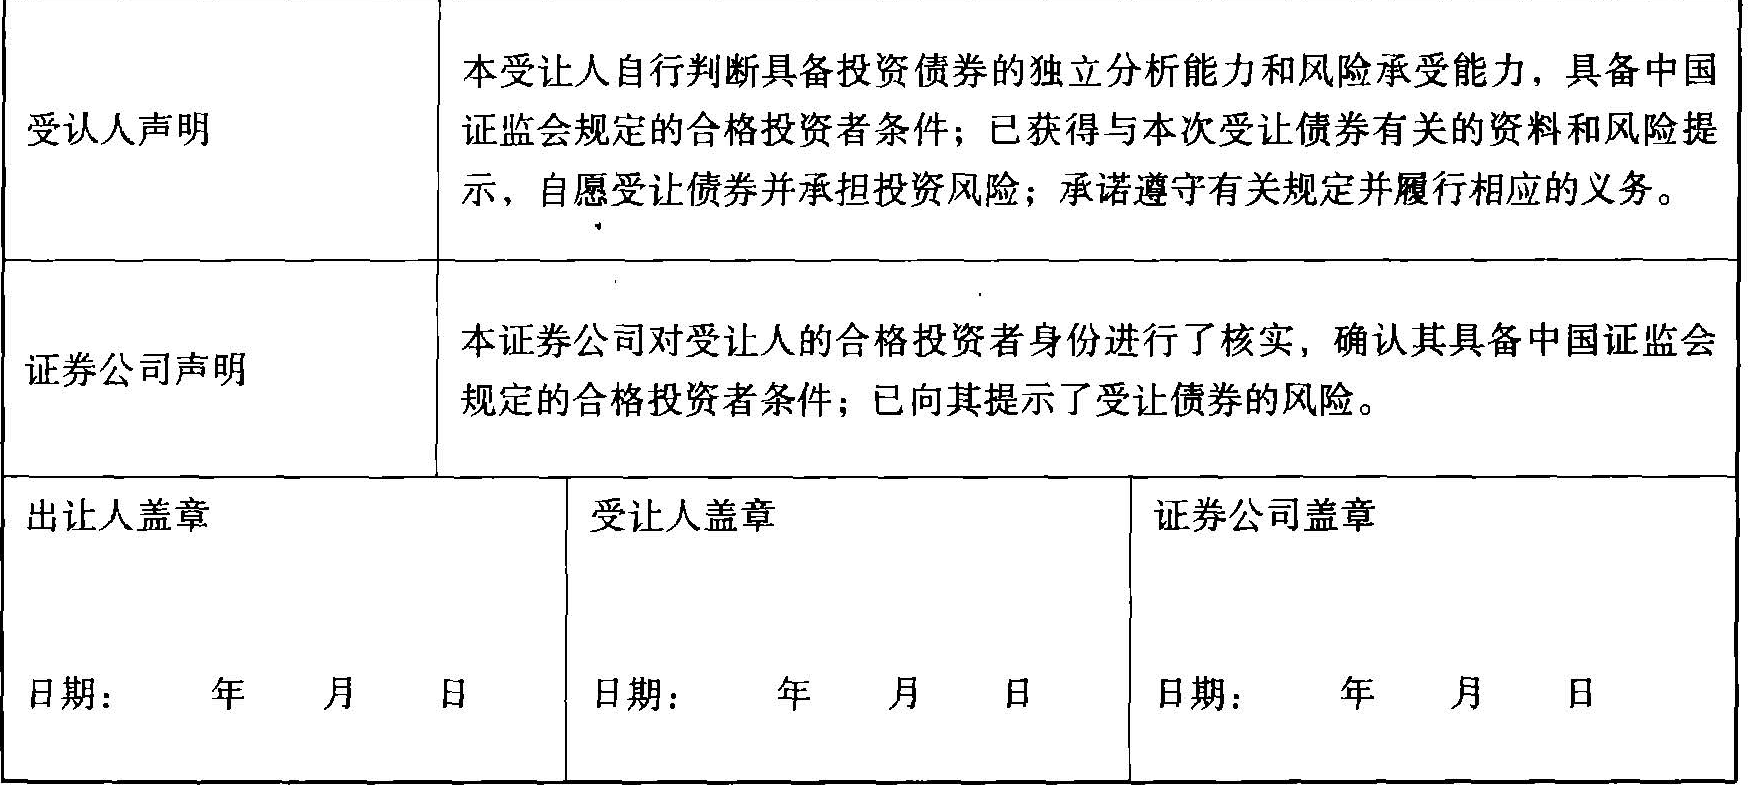 受认人声明
本受让人自行判断具备投资债券的独立分析能力和风险承受能力，具备中国
证监会规定的合格投资者条件；已获得与本次受让债券有关的资料和风险提
示，自愿受让债券并承担投资风险；承诺遵守有关规定并履行相应的义务。
证券公司声明
本证券公司对受让人的合格投资者身份进行了核实，确认其具备中国证监会
规定的合格投资者条件；已向其提示了受让债券的风险。
出让人盖章
日期： 年 月 日
受让人盖章
日期： 年 月 日
证券公司盖章
日期： 年 月 日